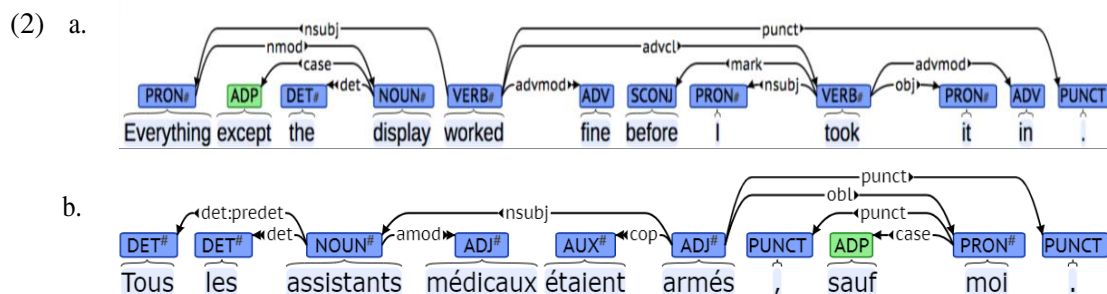 (2) a.
nsubj punct
nmod advcl
case mark advmod
det advmod nsubj obj
PRON# ADP DET# NOUN# VERB# ADV SCONJ PRON# VERB# PRON# ADV PUNCT
Everything except the display worked fine before I took it in .
b.
punct
det:predet nsubj obl
punct
det amod cop case
DET# DET# NOUN# ADJ# AUX# ADJ# PUNCT ADP PRON# PUNCT
Tous les assistants médicaux étaient armés , sauf moi .